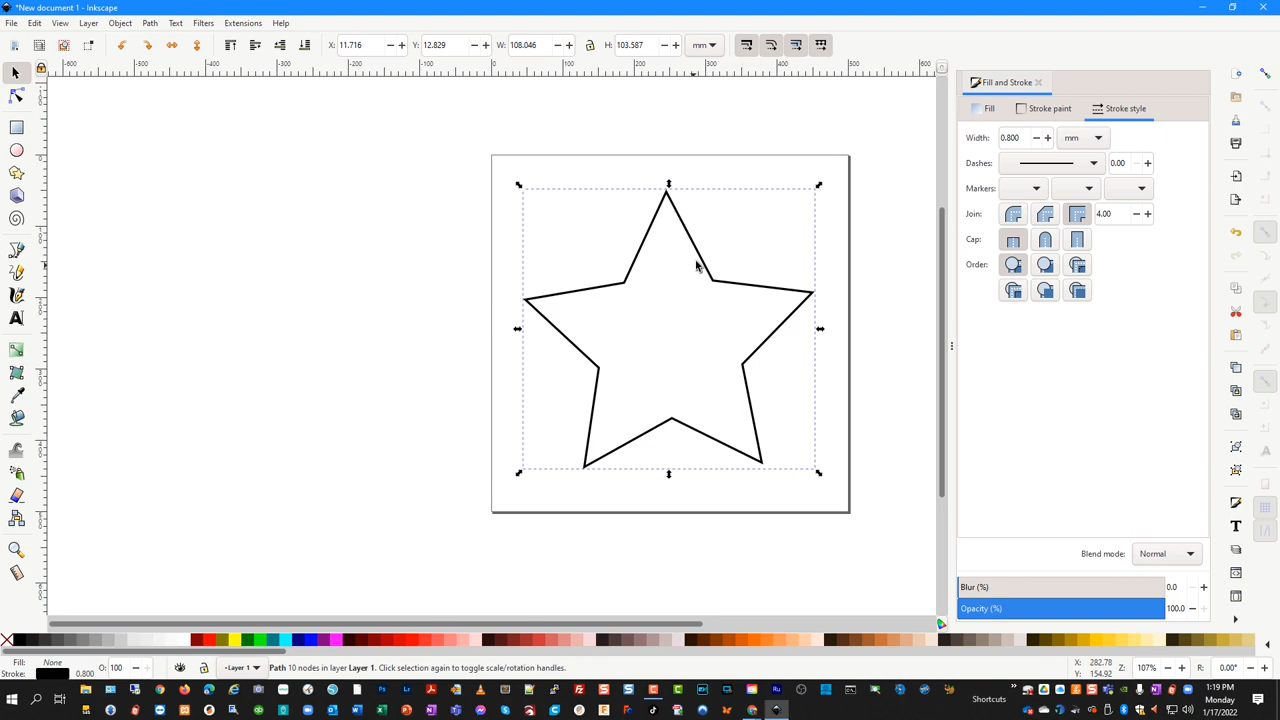 *New document 1 - Inkscape
File Edit View Layer Object Path Text Filters Extensions Help
X: 11.716 Y: 12.829 W: 108.046 H: 103.587 mm
Fill and Stroke
Fill Stroke paint Stroke style
Width: 0.800 mm
Dashes: 0.00
Markers:
Join: 4.00
Cap:
Order:
Blend mode: Normal
Blur (%) 0.0
Opacity (%) 100.0
Fill: None O: 100 Layer 1 Path 10 nodes in layer Layer 1. Click selection again to toggle scale/rotation handles. X: 282.78 Z: 107% R: 0.00°
Stroke: 0.800 Y: 154.92
Shortcuts
1:19 PM
Monday
1/17/2022